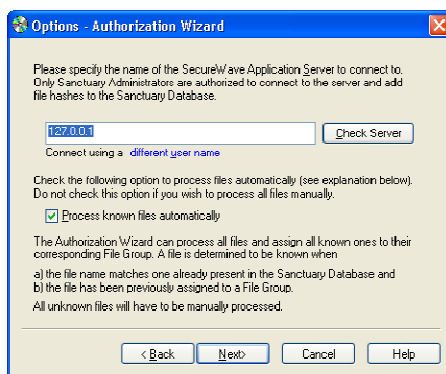 Options - Authorization Wizard
Please specify the name of the SecureWave Application Server to connect to.
Only Sanctuary Administrators are authorized to connect to the server and add
file hashes to the Sanctuary Database.
127.0.0.1
Check Server
Connect using a different user name
Check the following option to process files automatically (see explanation below).
Do not check this option if you wish to process all files manually.
Process known files automatically
The Authorization Wizard can process all files and assign all known ones to their
corresponding File Group. A file is determined to be known when
a) the file name matches one already present in the Sanctuary Database and
b) the file has been previously assigned to a File Group.
All unknown files will have to be manually processed.
< Back Next> Cancel Help